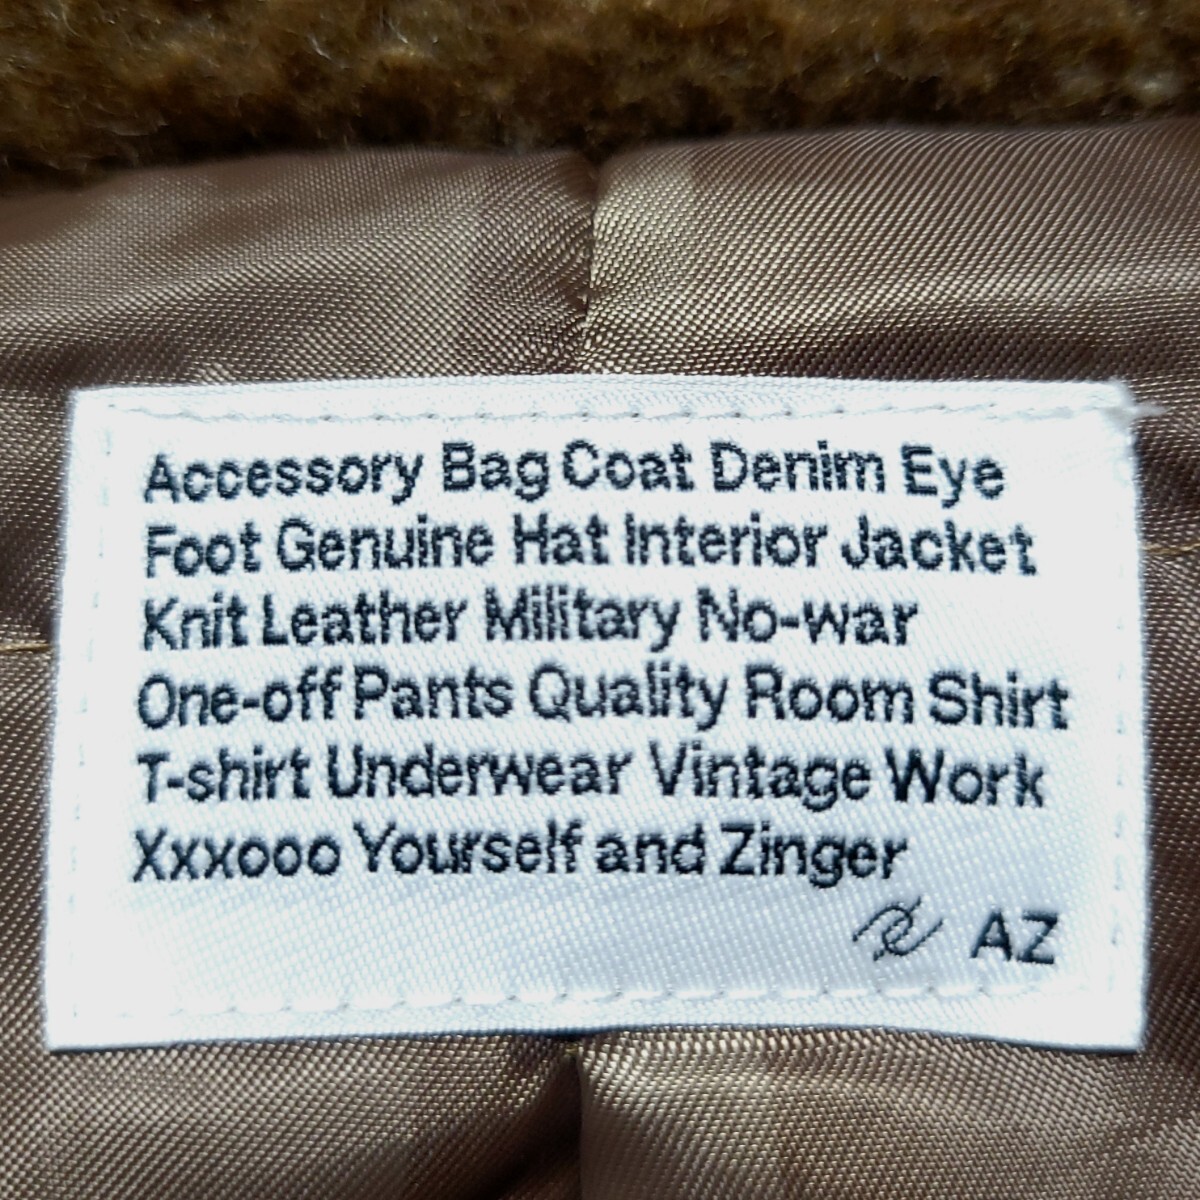 Accessory Bag Coat Denim Eye
Foot Genuine Hat Interior Jacket
Knit Leather Military No-war
One-off Pants Quality Room Shirt
T-shirt Underwear Vintage Work
Xxxooo Yourself and Zinger
AZ